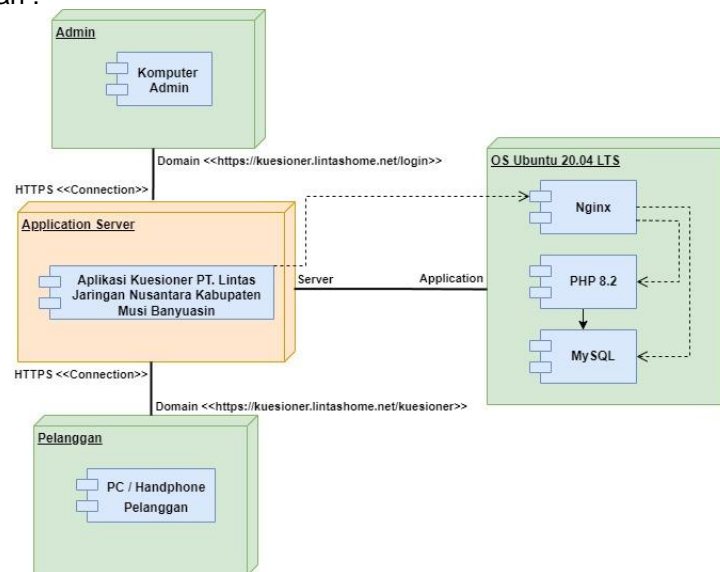 an :
Admin
Komputer
Admin
Domain <<https://kuesioner.lintashome.net/login>>
HTTPS <<Connection>>
OS Ubuntu 20.04 LTS
Nginx
PHP 8.2
MySQL
Application Server
Aplikasi Kuesioner PT. Lintas
Jaringan Nusantara Kabupaten
Musi Banyuasin
Server
Application
HTTPS <<Connection>>
Domain <<https://kuesioner.lintashome.net/kuesioner>>
Pelanggan
PC / Handphone
Pelanggan